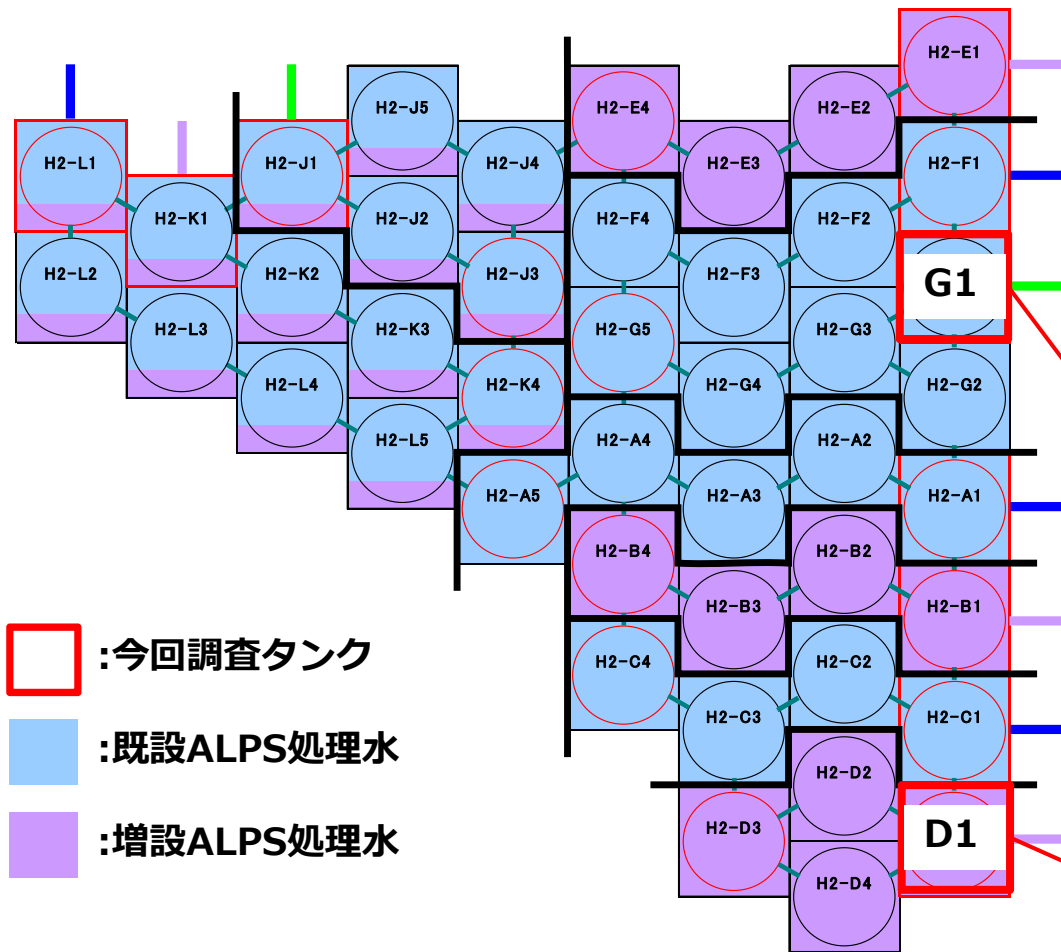 H2-E1
H2-J5
H2-E4
H2-E2
H2-L1
H2-J1
H2-J4
H2-E3
H2-F1
H2-K1
H2-J2
H2-F4
H2-F2
H2-L2
H2-K2
H2-J3
H2-F3
G1
H2-L3
H2-K3
H2-G5
H2-G3
H2-L4
H2-K4
H2-G4
H2-G2
H2-L5
H2-A4
H2-A2
H2-A5
H2-A3
H2-A1
H2-B4
H2-B2
H2-B3
H2-B1
:今回調査タンク
H2-C4
H2-C2
H2-C3
H2-C1
:既設ALPS処理水
H2-D2
H2-D3
D1
:増設ALPS処理水
H2-D4